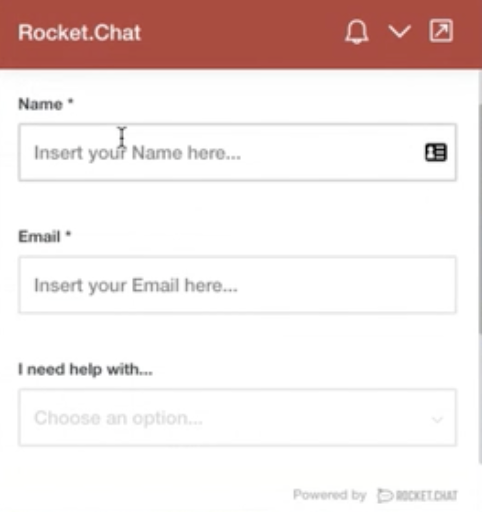 Rocket.Chat
Name *
Insert your Name here...
Email *
Insert your Email here...
I need help with...
Choose an option...
Powered by ROCKET.CHAT